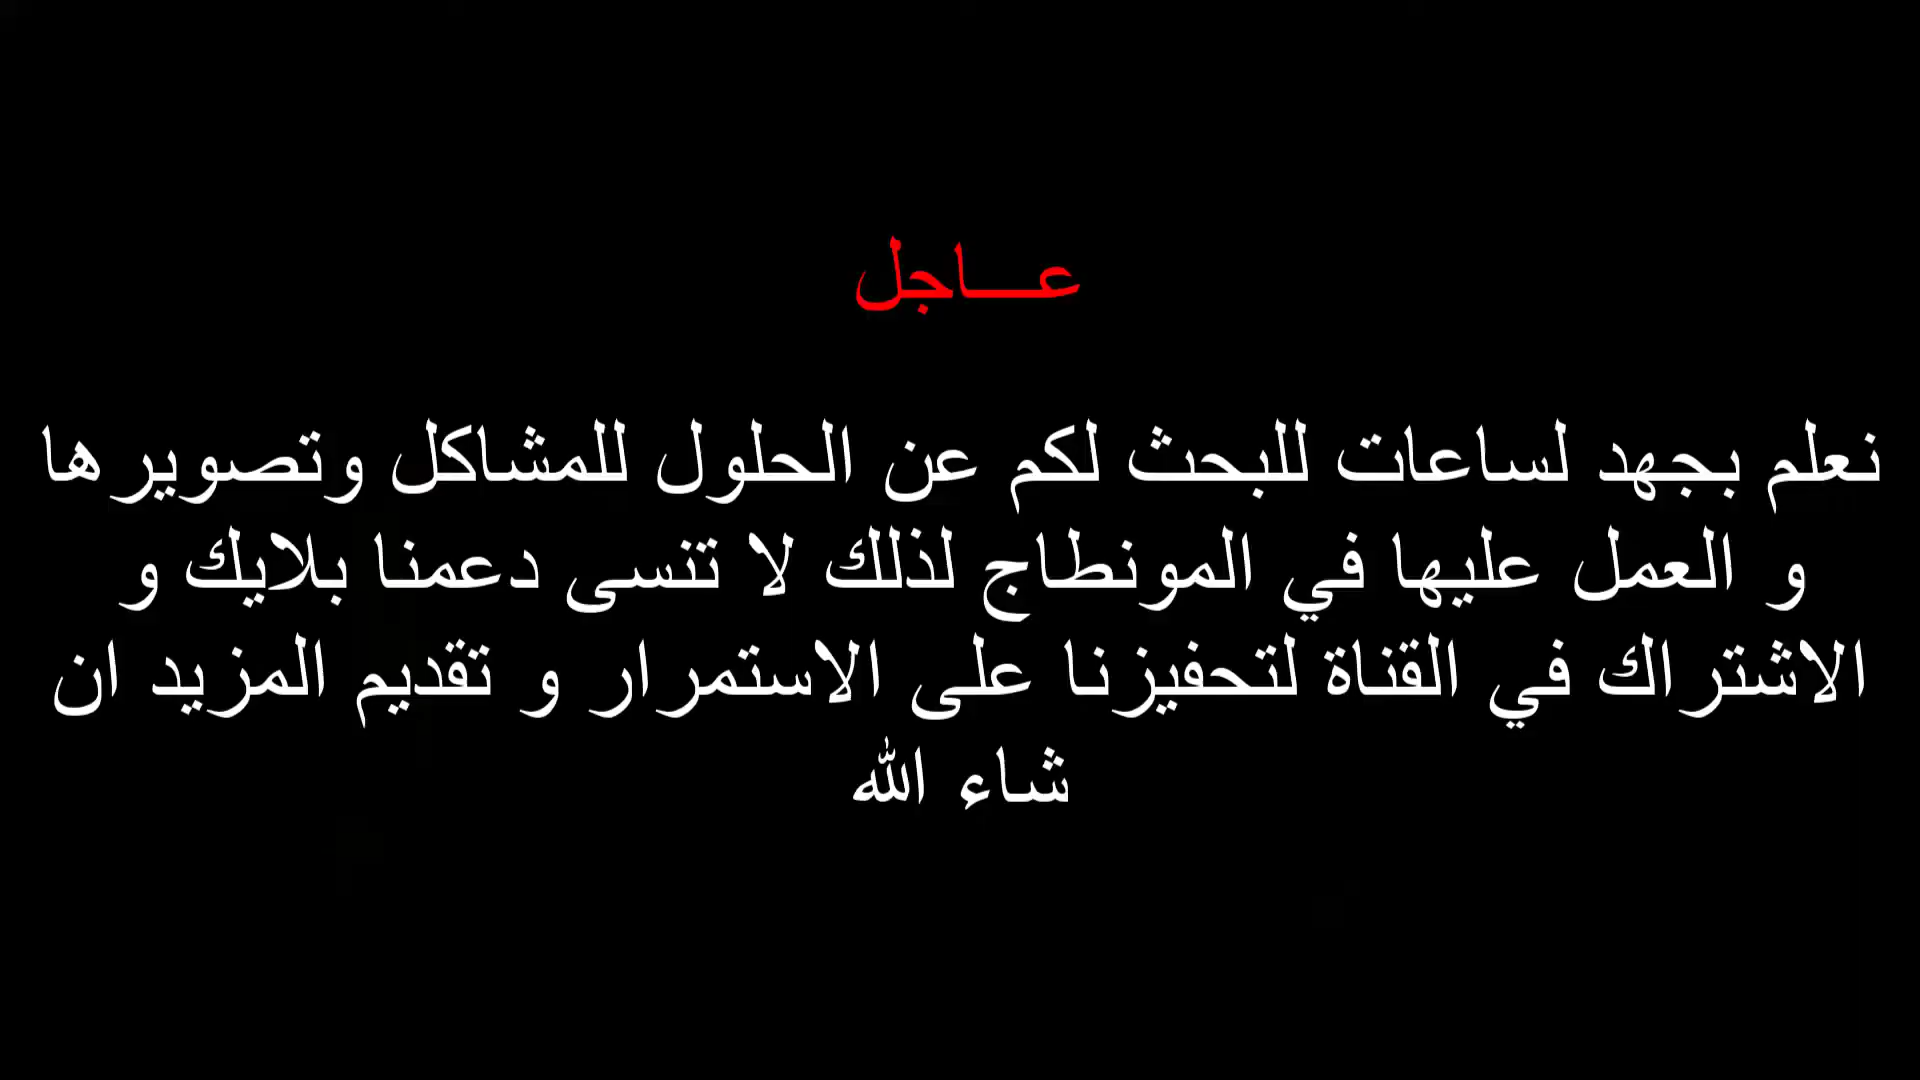 عـــاجل
نعلم بجهد لساعات للبحث لكم عن الحلول للمشاكل وتصويرها
و العمل عليها في المونطاج لذلك لا تنسى دعمنا بلايك و
الاشتراك في القناة لتحفيزنا على الاستمرار و تقديم المزيد ان
شاء الله